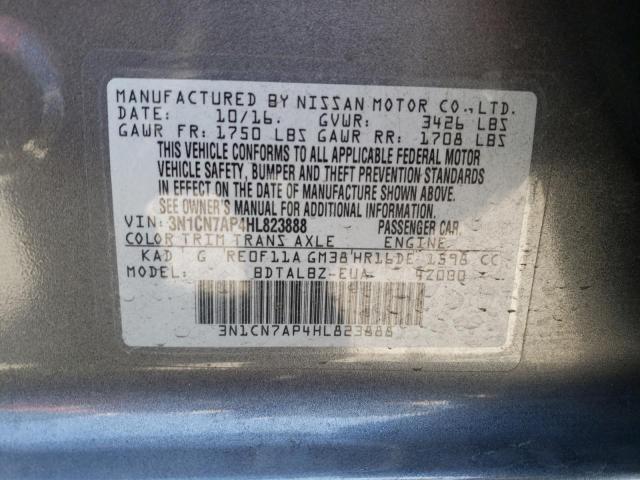 MANUFACTURED BY NISSAN MOTOR CO., LTD.
DATE: 10/16. GVWR: 3426 LBS
GAWR FR: 1750 LBS GAWR RR: 1708 LBS
THIS VEHICLE CONFORMS TO ALL APPLICABLE FEDERAL MOTOR
VEHICLE SAFETY, BUMPER AND THEFT PREVENTION STANDARDS
IN EFFECT ON THE DATE OF MANUFACTURE SHOWN ABOVE.
SEE OWNER'S MANUAL FOR ADDITIONAL INFORMATION.
VIN: 3N1CN7AP4HL823888 PASSENGER CAR
COLOR TRIM TRANS AXLE ENGINE
KAD G RE0F11A GM38 HR16DE 1598 CC
MODEL: BDTALBZ-EUA 42080
3N1CN7AP4HL823888